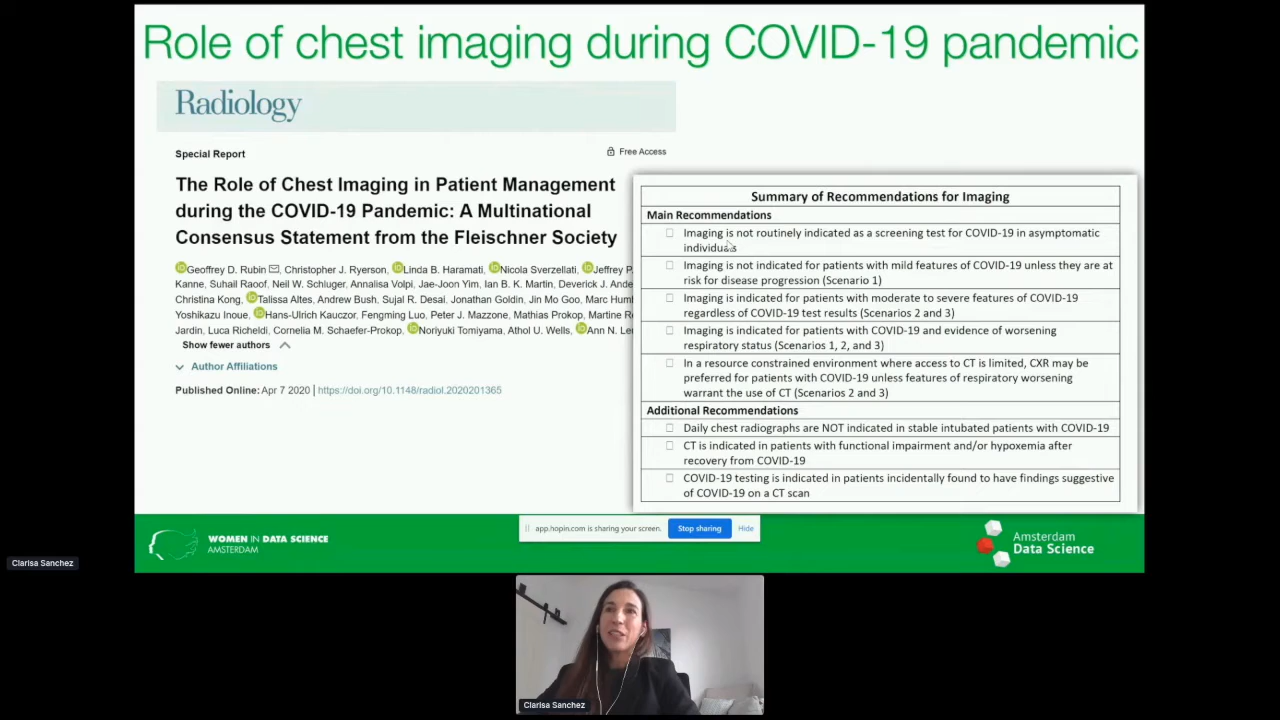 Role of chest imaging during COVID-19 pandemic
Radiology
Special Report
Free Access
The Role of Chest Imaging in Patient Management
during the COVID-19 Pandemic: A Multinational
Consensus Statement from the Fleischner Society
Geoffrey D. Rubin, Christopher J. Ryerson, Linda B. Haramati, Nicola Sverzellati, Jeffrey P.
Kanne, Suhail Raoof, Neil W. Schluger, Annalisa Volpi, Jae-Joon Yim, Ian B. K. Martin, Deverick J. Ande
Christina Kong, Talissa Altes, Andrew Bush, Sujal R. Desai, Jonathan Goldin, Jin Mo Goo, Marc Humb
Yoshikazu Inoue, Hans-Ulrich Kauczor, Fengming Luo, Peter J. Mazzone, Mathias Prokop, Martine R
Jardin, Luca Richeldi, Cornelia M. Schaefer-Prokop, Noriyuki Tomiyama, Athol U. Wells, Ann N. Le
Show fewer authors
Author Affiliations
Published Online: Apr 7 2020 | https://doi.org/10.1148/radiol.2020201365
Summary of Recommendations for Imaging
Main Recommendations
Imaging is not routinely indicated as a screening test for COVID-19 in asymptomatic
individuals
Imaging is not indicated for patients with mild features of COVID-19 unless they are at
risk for disease progression (Scenario 1)
Imaging is indicated for patients with moderate to severe features of COVID-19
regardless of COVID-19 test results (Scenarios 2 and 3)
Imaging is indicated for patients with COVID-19 and evidence of worsening
respiratory status (Scenarios 1, 2, and 3)
In a resource constrained environment where access to CT is limited, CXR may be
preferred for patients with COVID-19 unless features of respiratory worsening
warrant the use of CT (Scenarios 2 and 3)
Additional Recommendations
Daily chest radiographs are NOT indicated in stable intubated patients with COVID-19
CT is indicated in patients with functional impairment and/or hypoxemia after
recovery from COVID-19
COVID-19 testing is indicated in patients incidentally found to have findings suggestive
of COVID-19 on a CT scan
WOMEN IN DATA SCIENCE
AMSTERDAM
app.hopin.com is sharing your screen.
Stop sharing
Hide
Amsterdam
Data Science
Clarisa Sanchez
Clarisa Sanchez